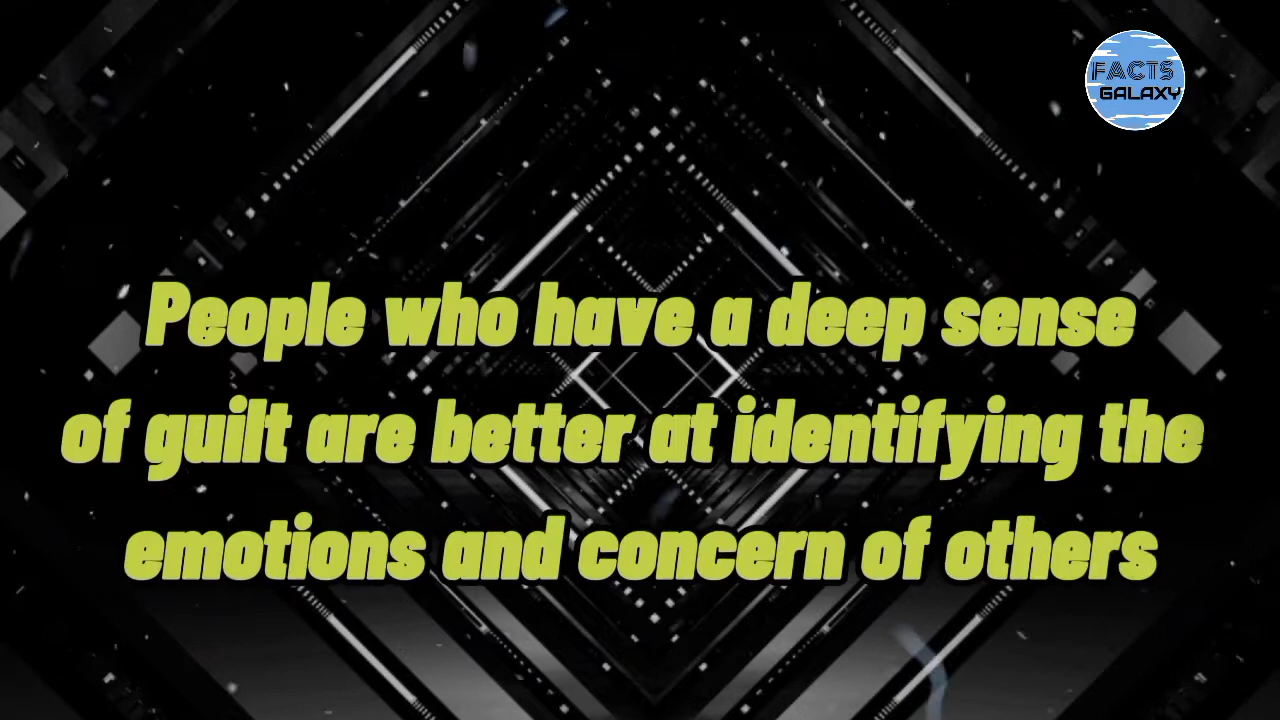 FACTS
GALAXY
People who have a deep sense
of guilt are better at identifying the
emotions and concern of others